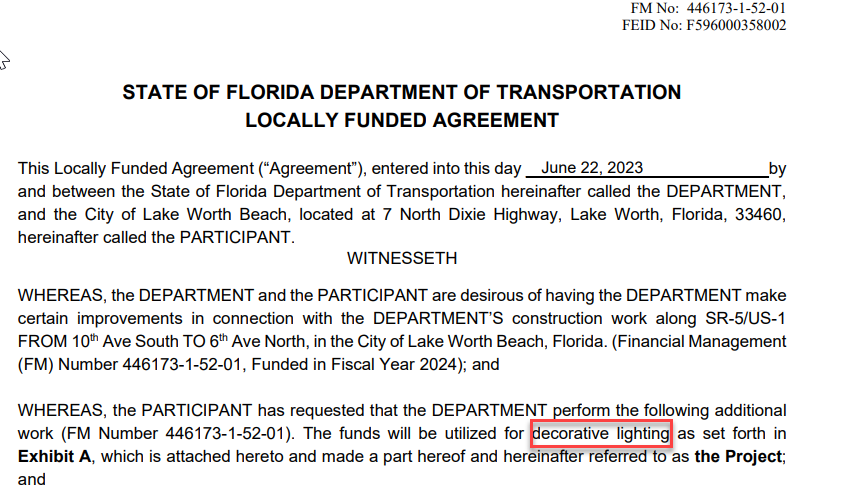 FM No: 446173-1-52-01
FEID No: F596000358002
STATE OF FLORIDA DEPARTMENT OF TRANSPORTATION
LOCALLY FUNDED AGREEMENT
This Locally Funded Agreement (“Agreement”), entered into this day June 22, 2023 by
and between the State of Florida Department of Transportation hereinafter called the DEPARTMENT,
and the City of Lake Worth Beach, located at 7 North Dixie Highway, Lake Worth, Florida, 33460,
hereinafter called the PARTICIPANT.
WITNESSETH
WHEREAS, the DEPARTMENT and the PARTICIPANT are desirous of having the DEPARTMENT make
certain improvements in connection with the DEPARTMENT’S construction work along SR-5/US-1
FROM 10th Ave South TO 6th Ave North, in the City of Lake Worth Beach, Florida. (Financial Management
(FM) Number 446173-1-52-01, Funded in Fiscal Year 2024); and
WHEREAS, the PARTICIPANT has requested that the DEPARTMENT perform the following additional
work (FM Number 446173-1-52-01). The funds will be utilized for decorative lighting as set forth in
Exhibit A, which is attached hereto and made a part hereof and hereinafter referred to as the Project;
and